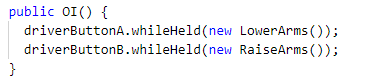 public OI() {
  driverButtonA.whileHeld(new LowerArms());
  driverButtonB.whileHeld(new RaiseArms());
}